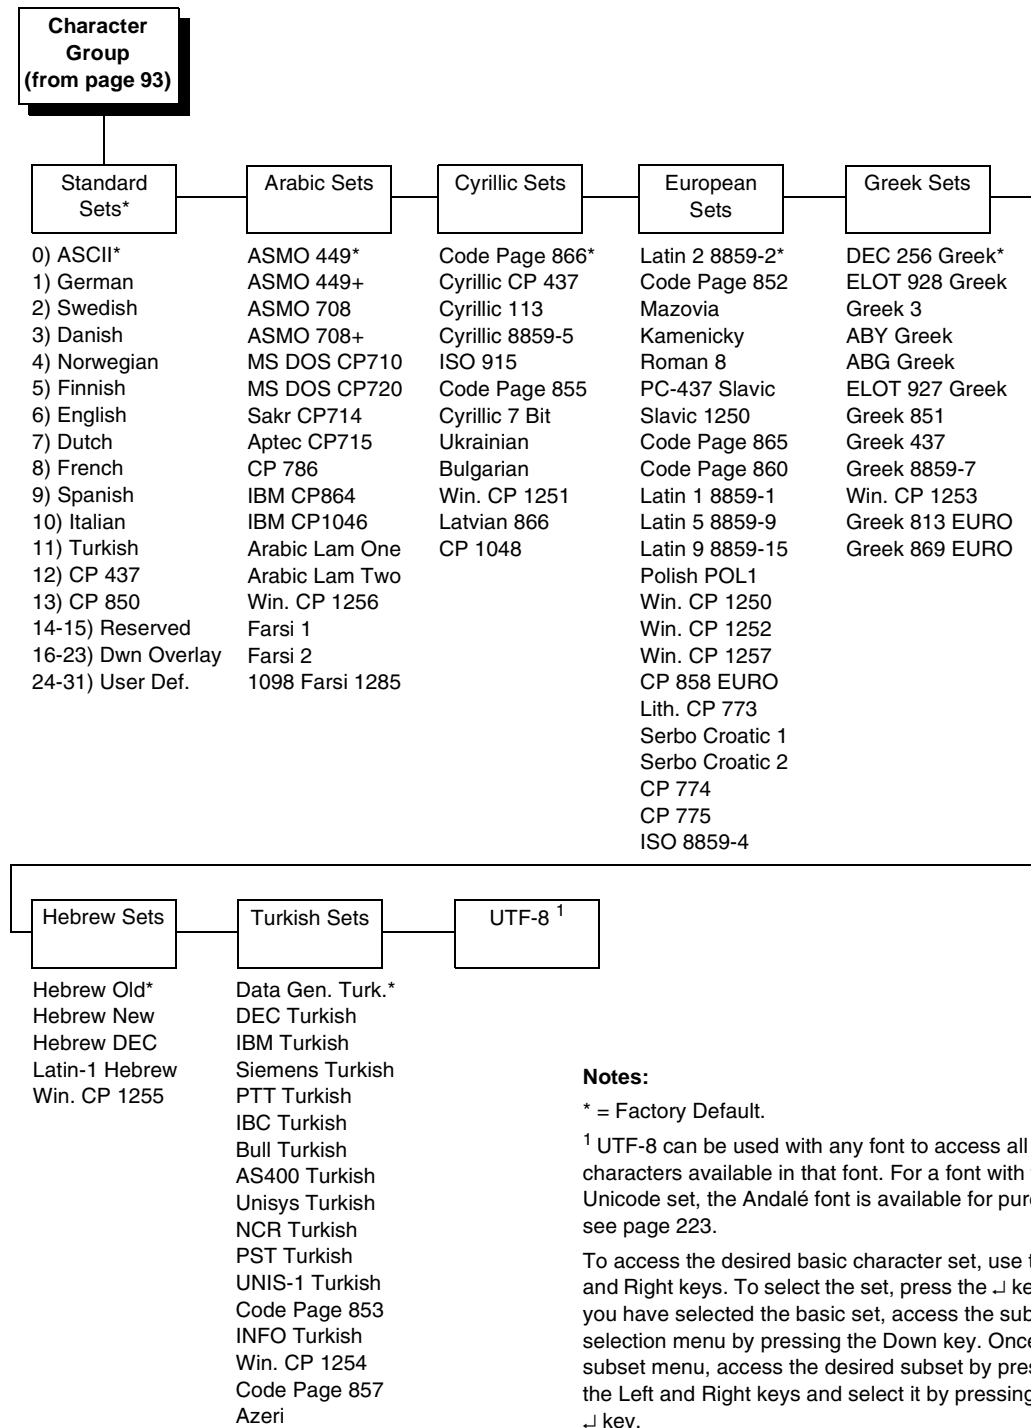 Character
Group
(from page 93)
Standard
Sets*
0) ASCII*
1) German
2) Swedish
3) Danish
4) Norwegian
5) Finnish
6) English
7) Dutch
8) French
9) Spanish
10) Italian
11) Turkish
12) CP 437
13) CP 850
14-15) Reserved
16-23) Dwn Overlay
24-31) User Def.
Arabic Sets
ASMO 449*
ASMO 449+
ASMO 708
ASMO 708+
MS DOS CP710
MS DOS CP720
Sakr CP714
Aptec CP715
CP 786
IBM CP864
IBM CP1046
Arabic Lam One
Arabic Lam Two
Win. CP 1256
Farsi 1
Farsi 2
1098 Farsi 1285
Cyrillic Sets
Code Page 866*
Cyrillic CP 437
Cyrillic 113
Cyrillic 8859-5
ISO 915
Code Page 855
Cyrillic 7 Bit
Ukrainian
Bulgarian
Win. CP 1251
Latvian 866
CP 1048
European
Sets
Latin 2 8859-2*
Code Page 852
Mazovia
Kamenicky
Roman 8
PC-437 Slavic
Slavic 1250
Code Page 865
Code Page 860
Latin 1 8859-1
Latin 5 8859-9
Latin 9 8859-15
Polish POL1
Win. CP 1250
Win. CP 1252
Win. CP 1257
CP 858 EURO
Lith. CP 773
Serbo Croatic 1
Serbo Croatic 2
CP 774
CP 775
ISO 8859-4
Greek Sets
DEC 256 Greek*
ELOT 928 Greek
Greek 3
ABY Greek
ABG Greek
ELOT 927 Greek
Greek 851
Greek 437
Greek 8859-7
Win. CP 1253
Greek 813 EURO
Greek 869 EURO
Hebrew Sets
Hebrew Old*
Hebrew New
Hebrew DEC
Latin-1 Hebrew
Win. CP 1255
Turkish Sets
Data Gen. Turk.*
DEC Turkish
IBM Turkish
Siemens Turkish
PTT Turkish
IBC Turkish
Bull Turkish
AS400 Turkish
Unisys Turkish
NCR Turkish
PST Turkish
UNIS-1 Turkish
Code Page 853
INFO Turkish
Win. CP 1254
Code Page 857
Azeri
UTF-8 1
Notes:
* = Factory Default.
1 UTF-8 can be used with any font to access all
characters available in that font. For a font with
Unicode set, the Andalé font is available for
see page 223.
To access the desired basic character set, use
and Right keys. To select the set, press the ↵
you have selected the basic set, access the
selection menu by pressing the Down key. Once
subset menu, access the desired subset by
the Left and Right keys and select it by pressing
↵ key.